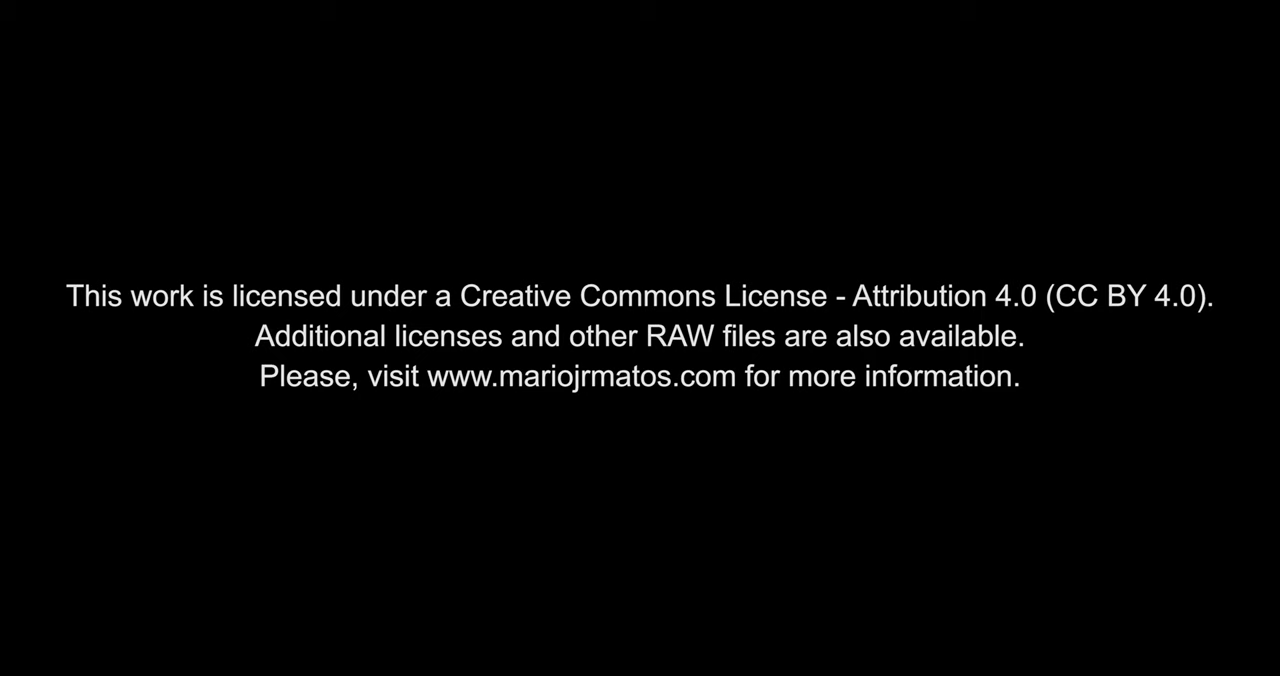 This work is licensed under a Creative Commons License - Attribution 4.0 (CC BY 4.0).
Additional licenses and other RAW files are also available.
Please, visit www.mariojrmatos.com for more information.